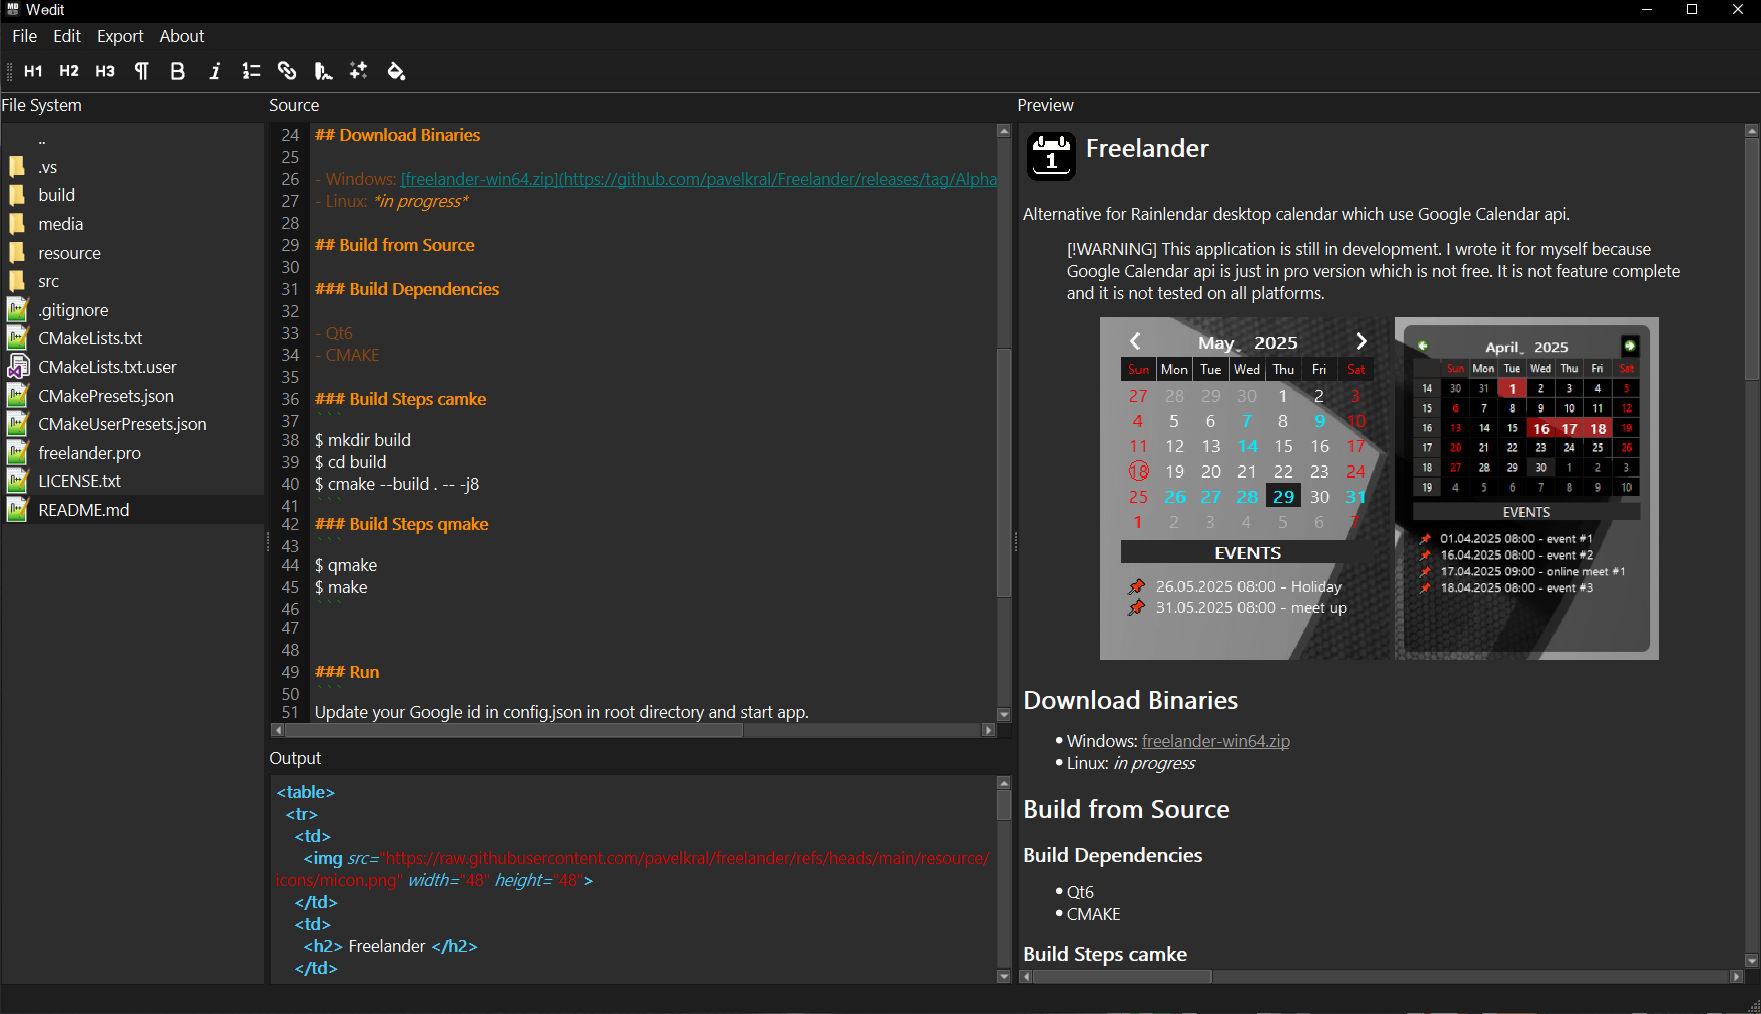 Wedit
File Edit Export About
H1 H2 H3
File System
..
.vs
build
media
resource
src
.gitignore
CMakeLists.txt
CMakeLists.txt.user
CMakePresets.json
CMakeUserPresets.json
freelander.pro
LICENSE.txt
README.md
Source
24 ## Download Binaries
25
26 - Windows: [freelander-win64.zip](https://github.com/pavelkral/Freelander/releases/tag/Alpha
27 - Linux: *in progress*
28
29 ## Build from Source
30
31 ### Build Dependencies
32
33 - Qt6
34 - CMAKE
35
36 ### Build Steps camke
37 ```
38 $ mkdir build
39 $ cd build
40 $ cmake --build . -- -j8
41 ```
42 ### Build Steps qmake
43 ```
44 $ qmake
45 $ make
46 ```
47
48
49 ### Run
50 ```
51 Update your Google id in config.json in root directory and start app.
Output
<table>
<tr>
<td>
<img src="https://raw.githubusercontent.com/pavelkral/freelander/refs/heads/main/resource/
icons/micon.png" width="48" height="48">
</td>
<td>
<h2> Freelander </h2>
</td>
Preview
1
Freelander
Alternative for Rainlendar desktop calendar which use Google Calendar api.
[!WARNING] This application is still in development. I wrote it for myself because
Google Calendar api is just in pro version which is not free. It is not feature complete
and it is not tested on all platforms.
May 2025
Sun Mon Tue Wed Thu Fri Sat
27 28 29 30 1 2 3
4 5 6 7 8 9 10
11 12 13 14 15 16 17
18 19 20 21 22 23 24
25 26 27 28 29 30 31
1 2 3 4 5 6 7
EVENTS
26.05.2025 08:00 - Holiday
31.05.2025 08:00 - meet up
April 2025
Sun Mon Tue Wed Thu Fri Sat
14 30 31 1 2 3 4 5
15 6 7 8 9 10 11 12
16 13 14 15 16 17 18 19
17 20 21 22 23 24 25 26
18 27 28 29 30 1 2 3
19 4 5 6 7 8 9 10
EVENTS
01.04.2025 08:00 - event #1
16.04.2025 08:00 - event #2
17.04.2025 09:00 - online meet #1
18.04.2025 08:00 - event #3
Download Binaries
• Windows: freelander-win64.zip
• Linux: in progress
Build from Source
Build Dependencies
• Qt6
• CMAKE
Build Steps camke